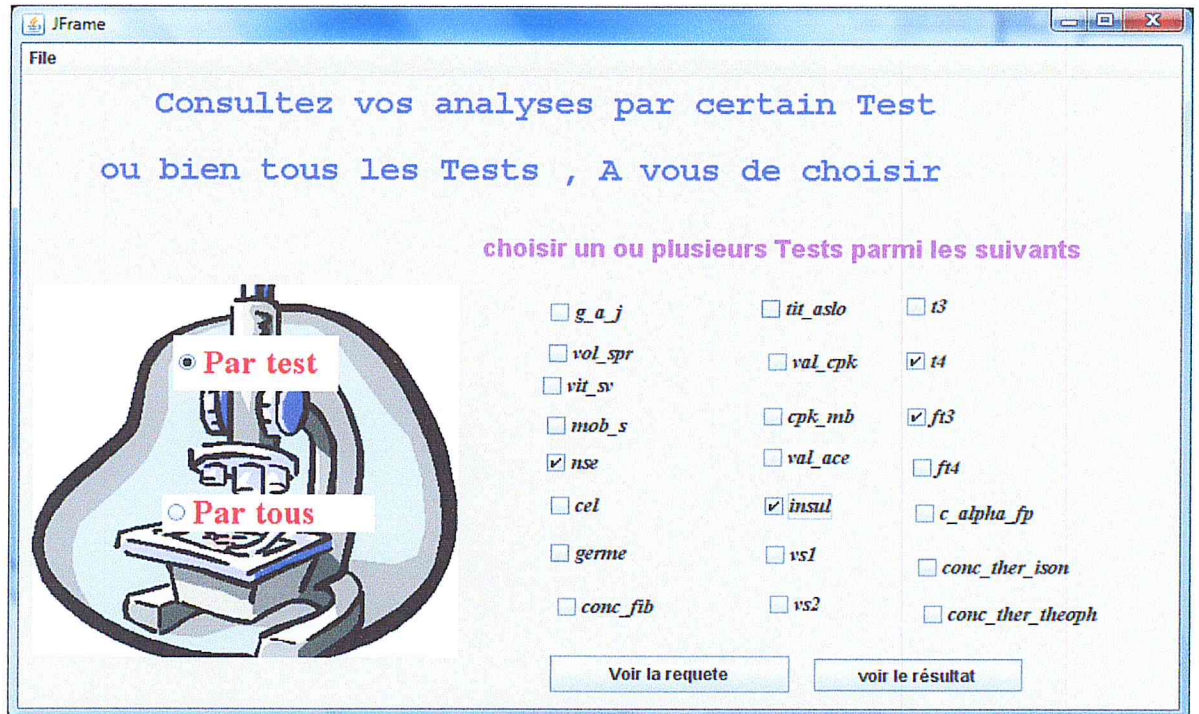 JFrame
File
Consultez vos analyses par certain Test
ou bien tous les Tests , A vous de choisir
choisir un ou plusieurs Tests parmi les suivants
Par test
Par tous
g_a_j
vol_spr
vit_sv
mob_s
nse
cel
germe
conc_fib
tit_aslo
val_cpk
cpk_mb
val_ace
insul
vs1
vs2
t3
t4
ft3
ft4
c_alpha_fp
conc_ther_ison
conc_ther_theoph
Voir la requete
voir le résultat